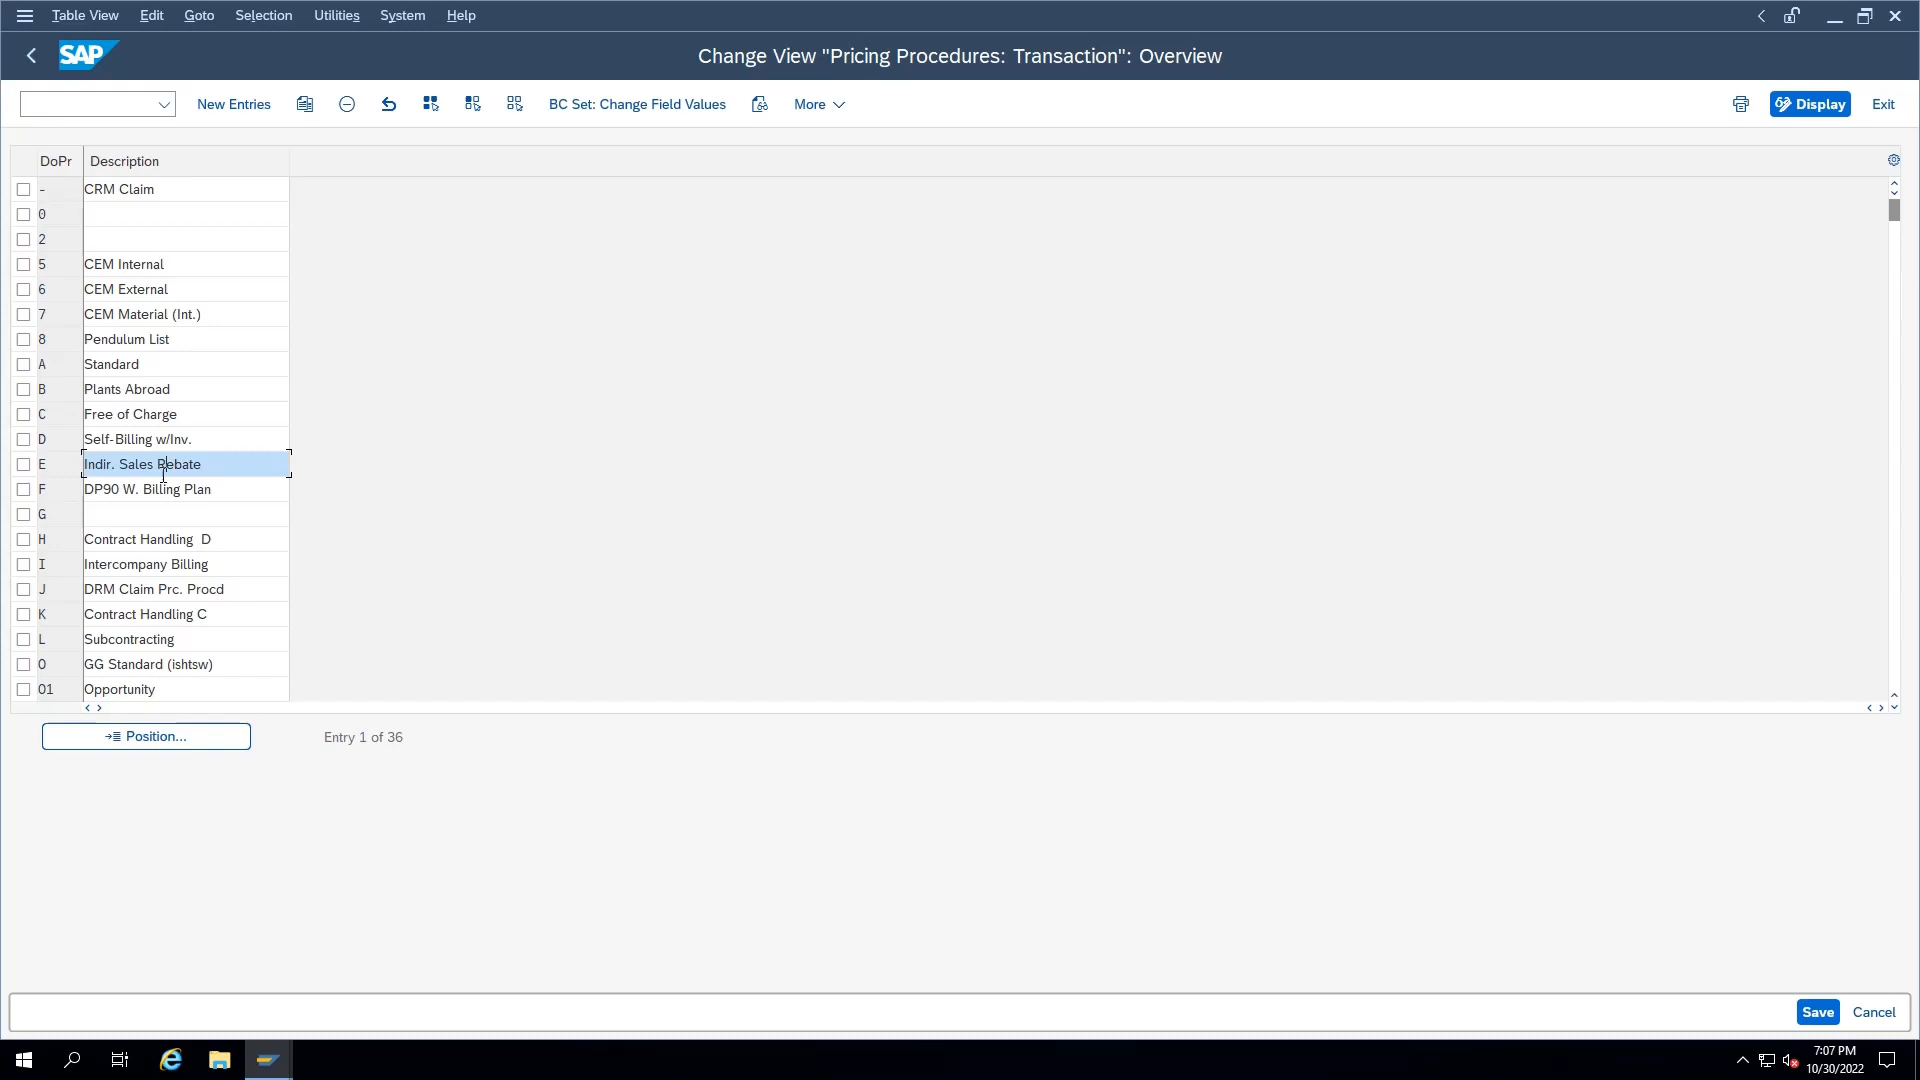 Table View Edit Goto Selection Utilities System Help
SAP Change View "Pricing Procedures: Transaction": Overview
New Entries BC Set: Change Field Values More Display Exit
DoPr Description
- CRM Claim
0
2
5 CEM Internal
6 CEM External
7 CEM Material (Int.)
8 Pendulum List
A Standard
B Plants Abroad
C Free of Charge
D Self-Billing w/Inv.
E Indir. Sales Rebate
F DP90 W. Billing Plan
G
H Contract Handling  D
I Intercompany Billing
J DRM Claim Prc. Procd
K Contract Handling C
L Subcontracting
O GG Standard (ishtsw)
O1 Opportunity
Position...
Entry 1 of 36
Save Cancel
7:07 PM
10/30/2022